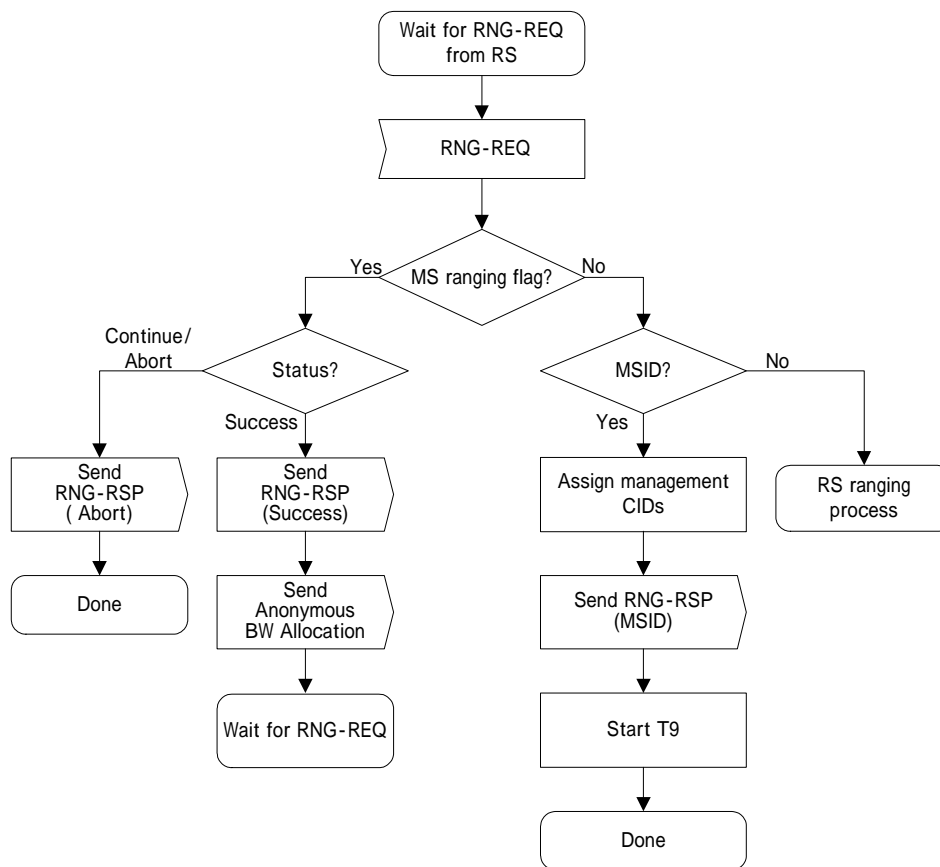 Wait for RNG-REQ
from RS
RNG-REQ
MS ranging flag?
Yes
No
Continue/
Abort
Status?
Success
MSID?
No
Yes
Send
RNG-RSP
( Abort)
Send
RNG-RSP
(Success)
Assign management
CIDs
RS ranging
process
Done
Send
Anonymous
BW Allocation
Send RNG-RSP
(MSID)
Wait for RNG-REQ
Start T9
Done